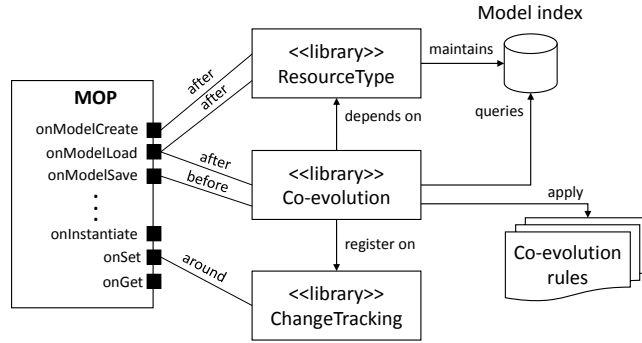 Model index
<<library>>
ResourceType
maintains
MOP
after
after
onModelCreate
onModelLoad
onModelSave
depends on
queries
after
before
<<library>>
Co-evolution
apply
onInstantiate
onSet
onGet
around
register on
Co-evolution
rules
<<library>>
ChangeTracking